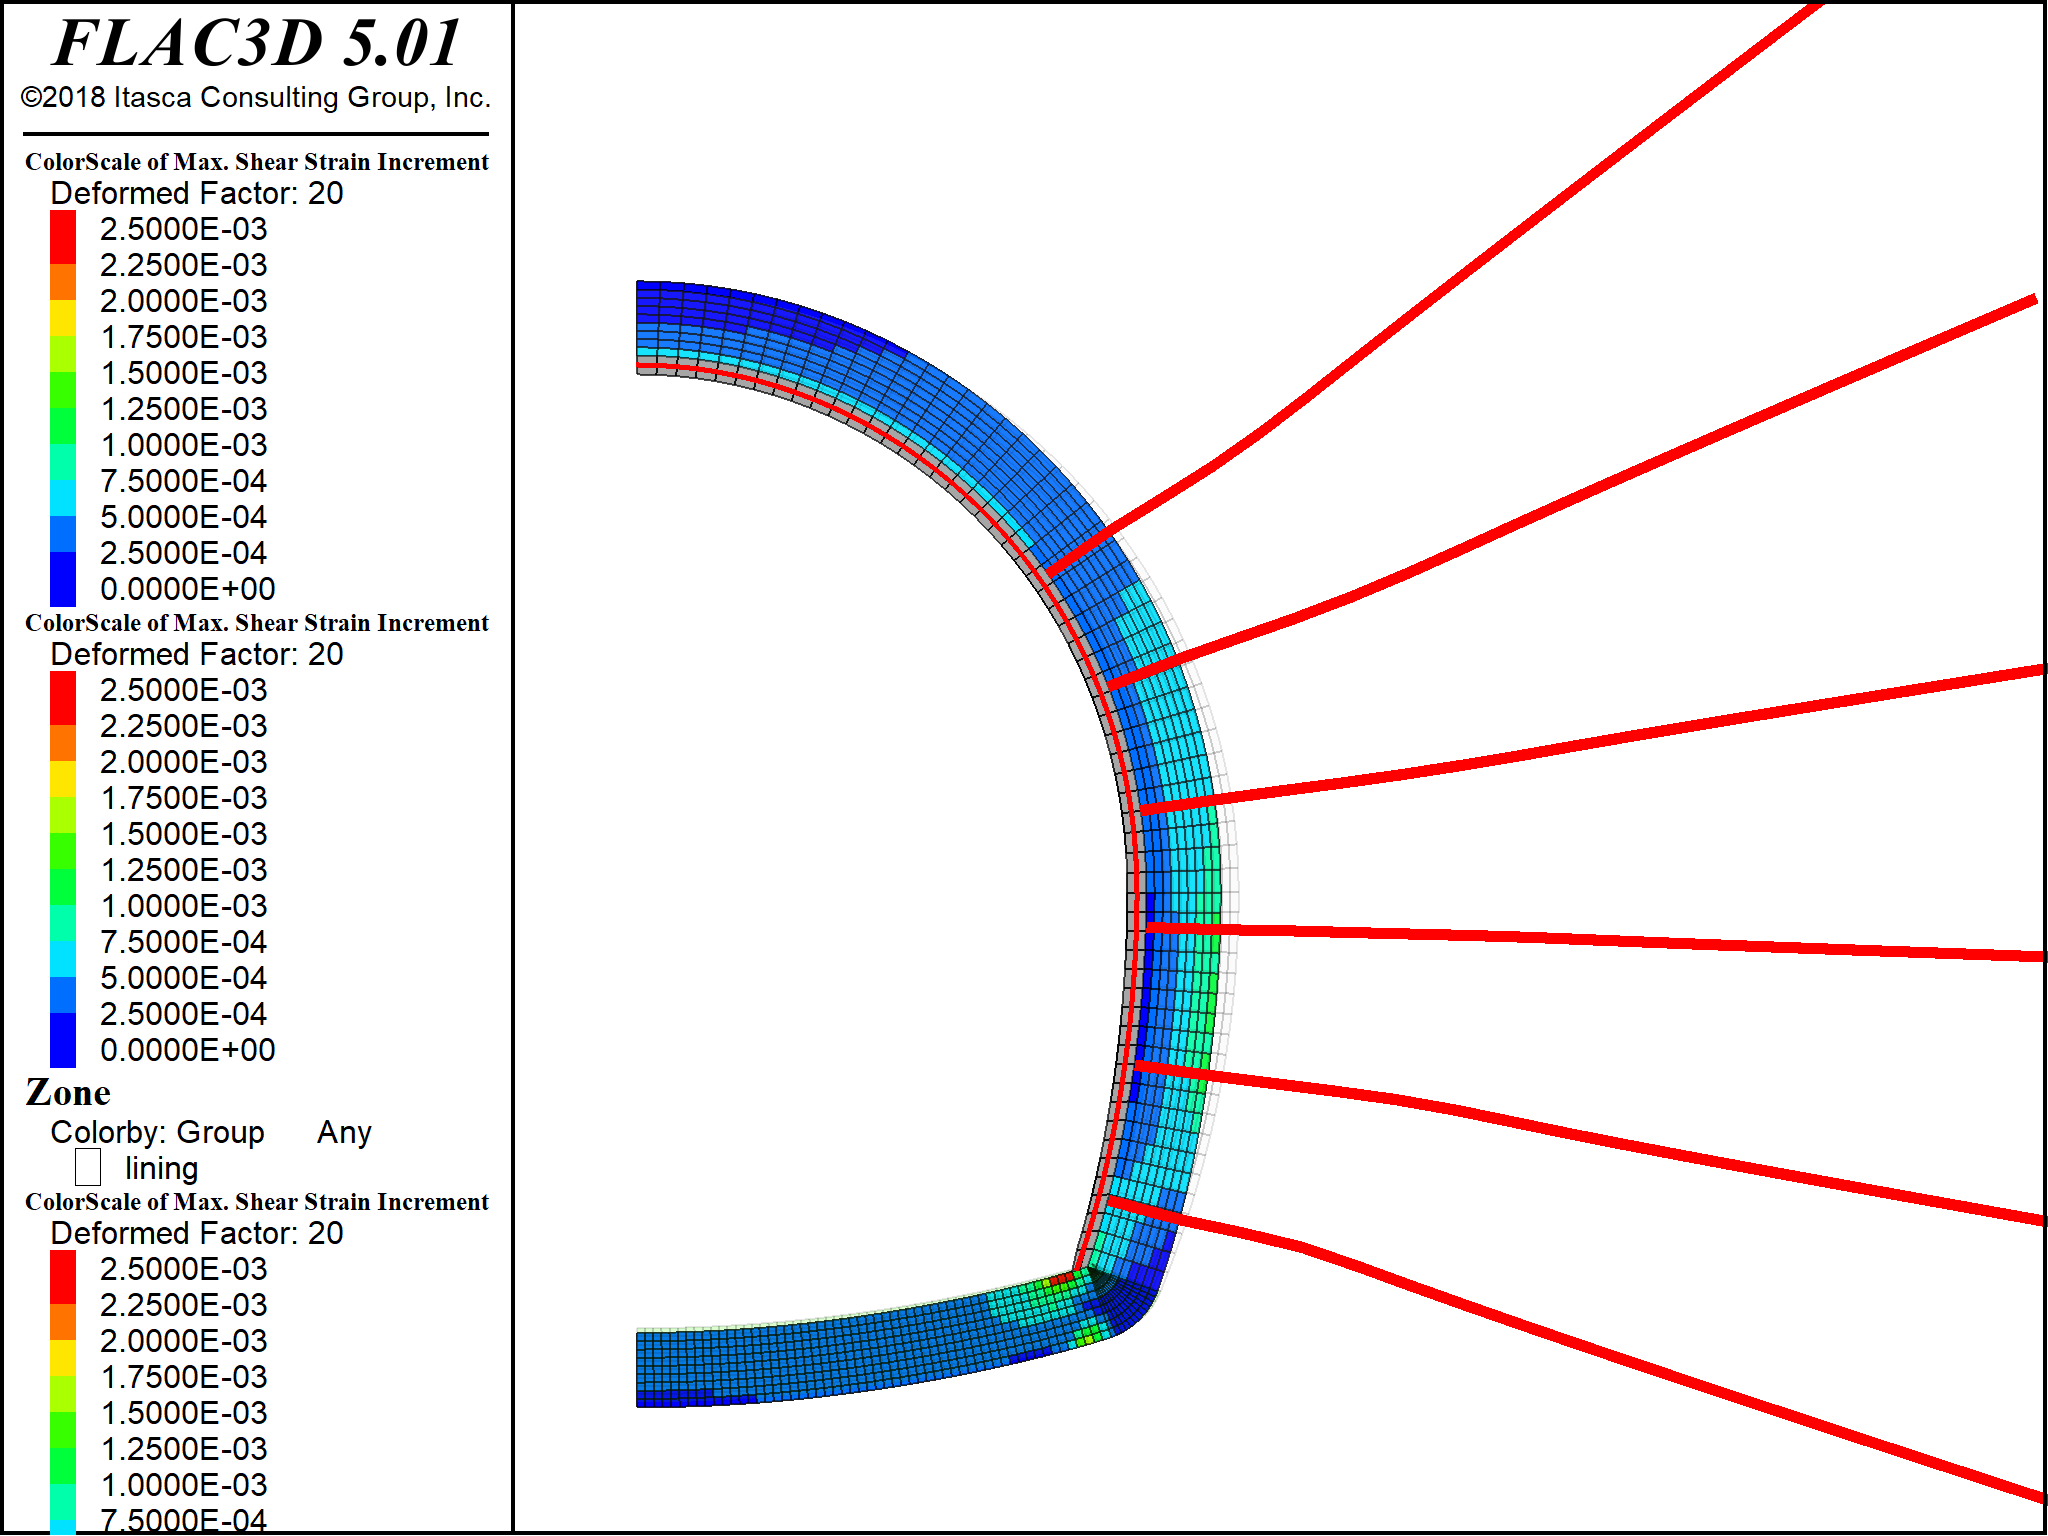 FLAC3D 5.01
©2018 Itasca Consulting Group, Inc.
ColorScale of Max. Shear Strain Increment
Deformed Factor: 20
2.5000E-03
2.2500E-03
2.0000E-03
1.7500E-03
1.5000E-03
1.2500E-03
1.0000E-03
7.5000E-04
5.0000E-04
2.5000E-04
0.0000E+00
ColorScale of Max. Shear Strain Increment
Deformed Factor: 20
2.5000E-03
2.2500E-03
2.0000E-03
1.7500E-03
1.5000E-03
1.2500E-03
1.0000E-03
7.5000E-04
5.0000E-04
2.5000E-04
0.0000E+00
Zone
Colorby: Group Any
lining
ColorScale of Max. Shear Strain Increment
Deformed Factor: 20
2.5000E-03
2.2500E-03
2.0000E-03
1.7500E-03
1.5000E-03
1.2500E-03
1.0000E-03
7.5000E-04